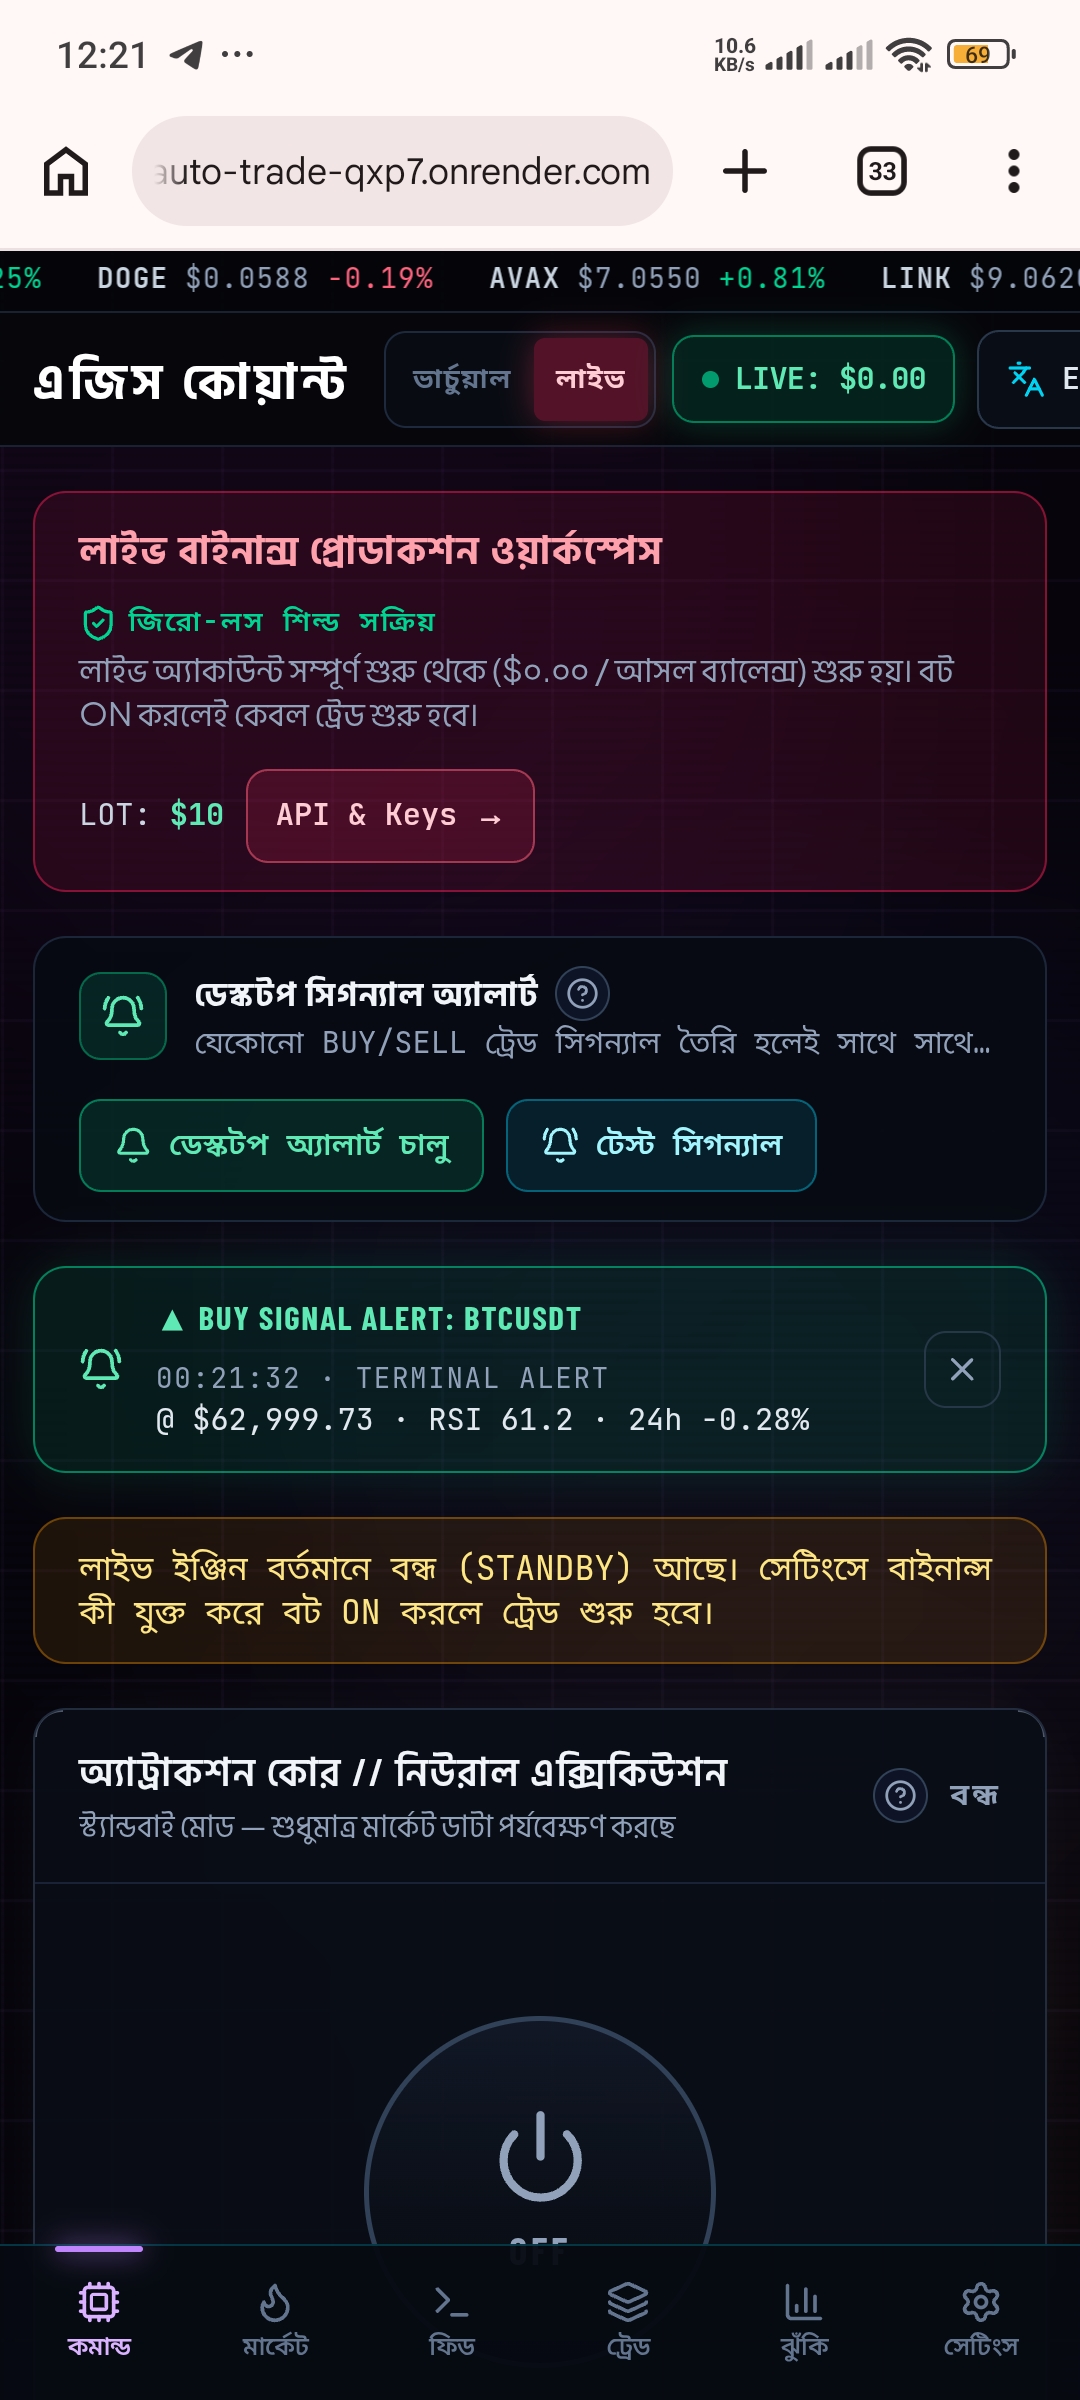 12:21
10.6
KB/s
69
auto-trade-qxp7.onrender.com
33
25% DOGE $0.0588 -0.19% AVAX $7.0550 +0.81% LINK $9.062
এজিস কোয়ান্ট
ভার্চুয়াল
লাইভ
LIVE: $0.00
E
লাইভ বাইনান্স প্রোডাকশন ওয়ার্কস্পেস
জিরো-লস শিল্ড সক্রিয়
লাইভ অ্যাকাউন্ট সম্পূর্ণ শুরু থেকে ($০.০০ / আসল ব্যালেন্স) শুরু হয়। বট
ON করলেই কেবল ট্রেড শুরু হবে।
LOT: $10
API & Keys →
ডেস্কটপ সিগন্যাল অ্যালার্ট
যেকোনো BUY/SELL ট্রেড সিগন্যাল তৈরি হলেই সাথে সাথে…
ডেস্কটপ অ্যালার্ট চালু
টেস্ট সিগন্যাল
▲ BUY SIGNAL ALERT: BTCUSDT
00:21:32 · TERMINAL ALERT
@ $62,999.73 · RSI 61.2 · 24h -0.28%
লাইভ ইঞ্জিন বর্তমানে বন্ধ (STANDBY) আছে। সেটিংসে বাইনান্স
কী যুক্ত করে বট ON করলে ট্রেড শুরু হবে।
অ্যাট্রাকশন কোর // নিউরাল এক্সিকিউশন
বন্ধ
স্ট্যান্ডবাই মোড — শুধুমাত্র মার্কেট ডাটা পর্যবেক্ষণ করছে
OFF
কমান্ড
মার্কেট
ফিড
ট্রেড
ঝুঁকি
সেটিংস